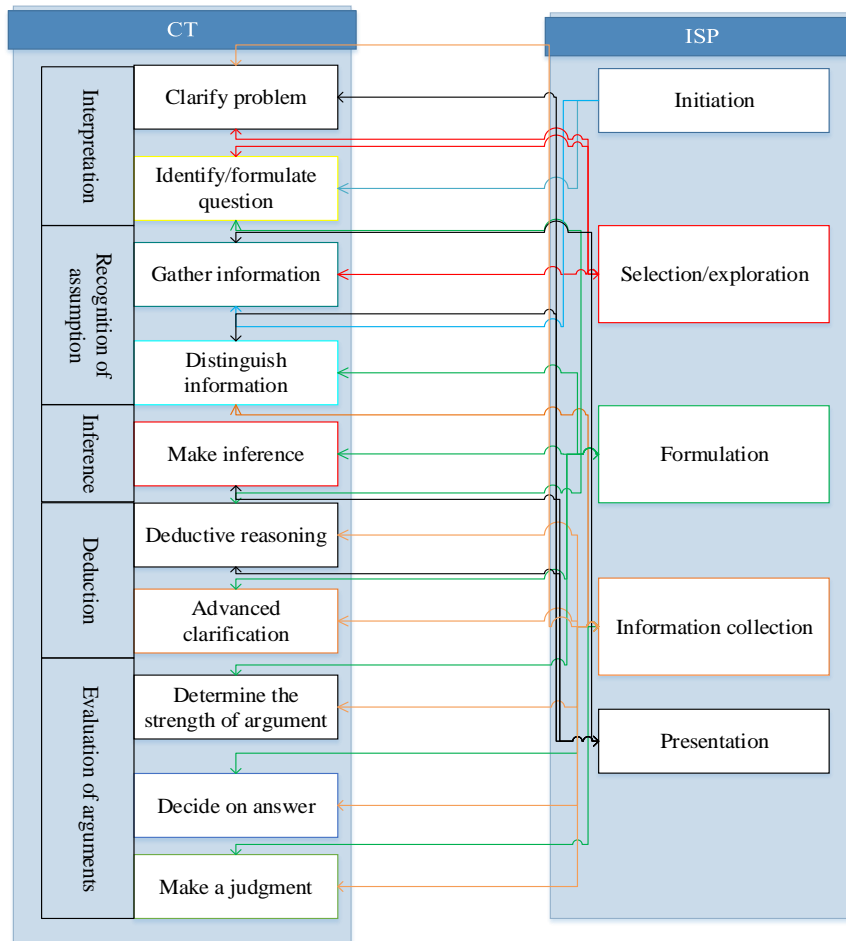 CT
Interpretation
Clarify problem
Identify/formulate
question
Recognition of
assumption
Gather information
Distinguish
information
Inference
Make inference
Deduction
Deductive reasoning
Advanced
clarification
Evaluation of arguments
Determine the
strength of argument
Decide on answer
Make a judgment
ISP
Initiation
Selection/exploration
Formulation
Information collection
Presentation